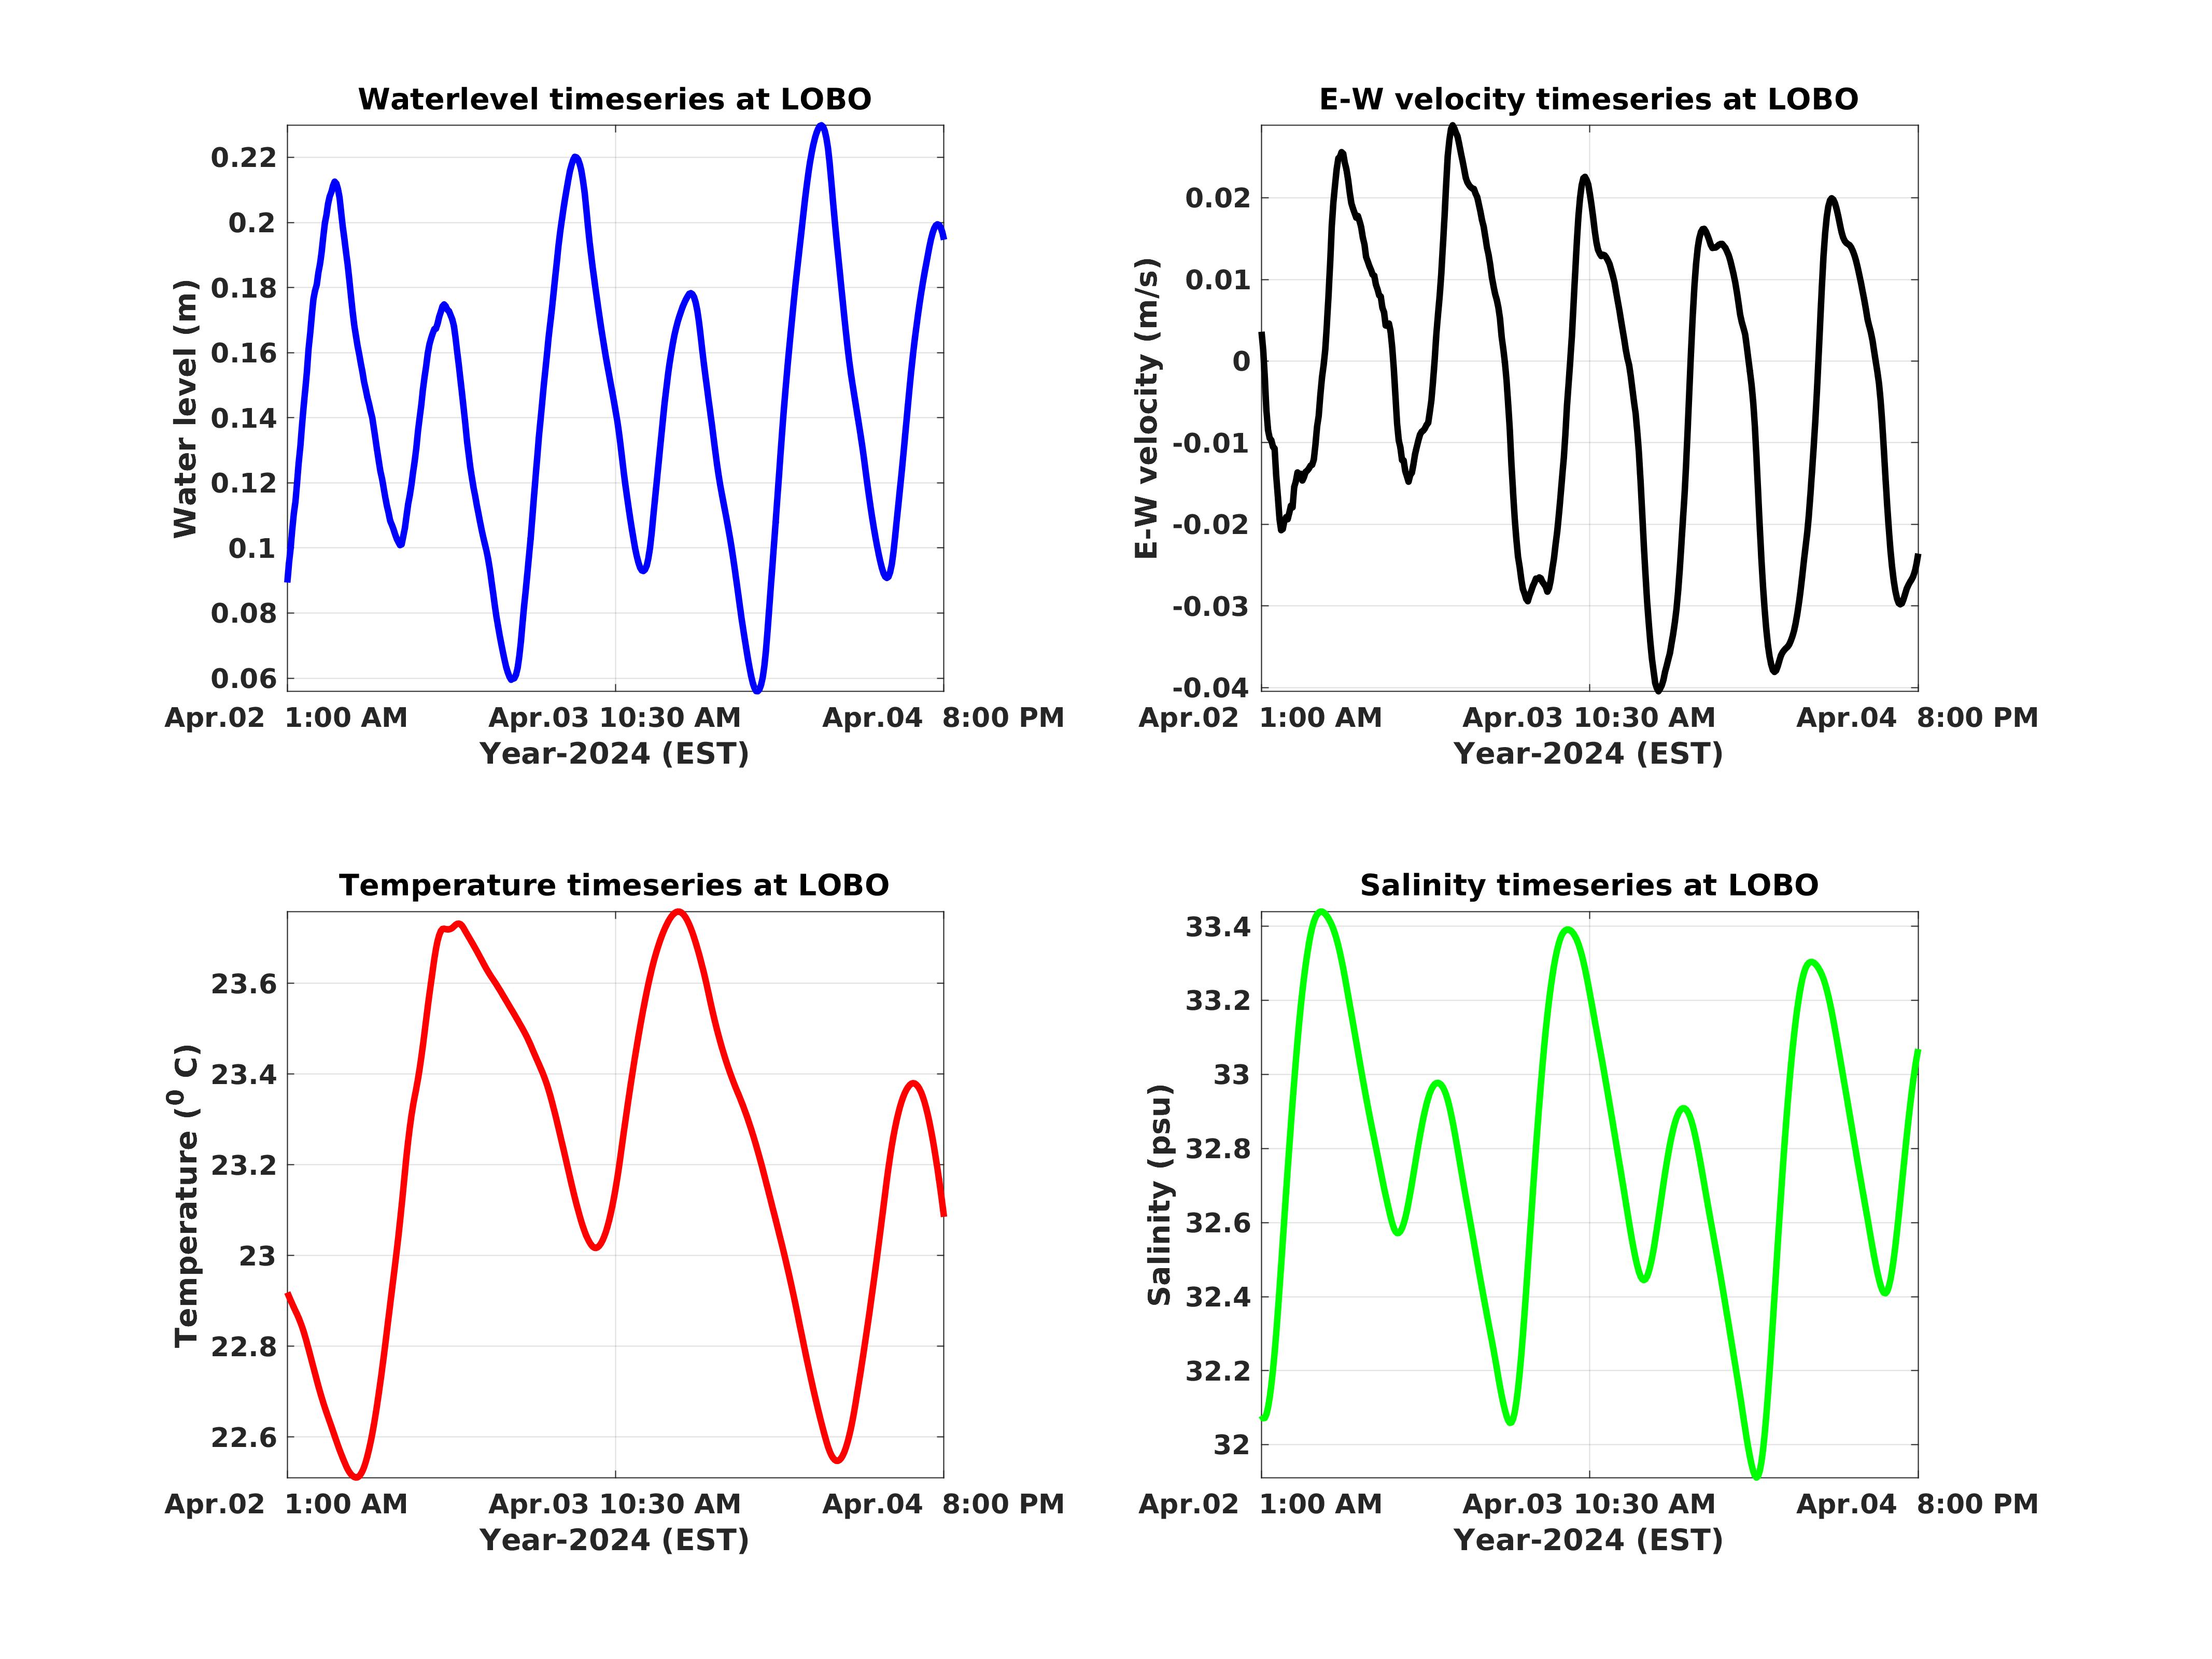 Waterlevel timeseries at LOBO
Water level (m)
0.22
0.2
0.18
0.16
0.14
0.12
0.1
0.08
0.06
Apr.02 1:00 AM Apr.03 10:30 AM Apr.04 8:00 PM
Year-2024 (EST)
E-W velocity timeseries at LOBO
E-W velocity (m/s)
0.02
0.01
0
-0.01
-0.02
-0.03
-0.04
Apr.02 1:00 AM Apr.03 10:30 AM Apr.04 8:00 PM
Year-2024 (EST)
Temperature timeseries at LOBO
Temperature (⁰ C)
23.6
23.4
23.2
23
22.8
22.6
Apr.02 1:00 AM Apr.03 10:30 AM Apr.04 8:00 PM
Year-2024 (EST)
Salinity timeseries at LOBO
Salinity (psu)
33.4
33.2
33
32.8
32.6
32.4
32.2
32
Apr.02 1:00 AM Apr.03 10:30 AM Apr.04 8:00 PM
Year-2024 (EST)